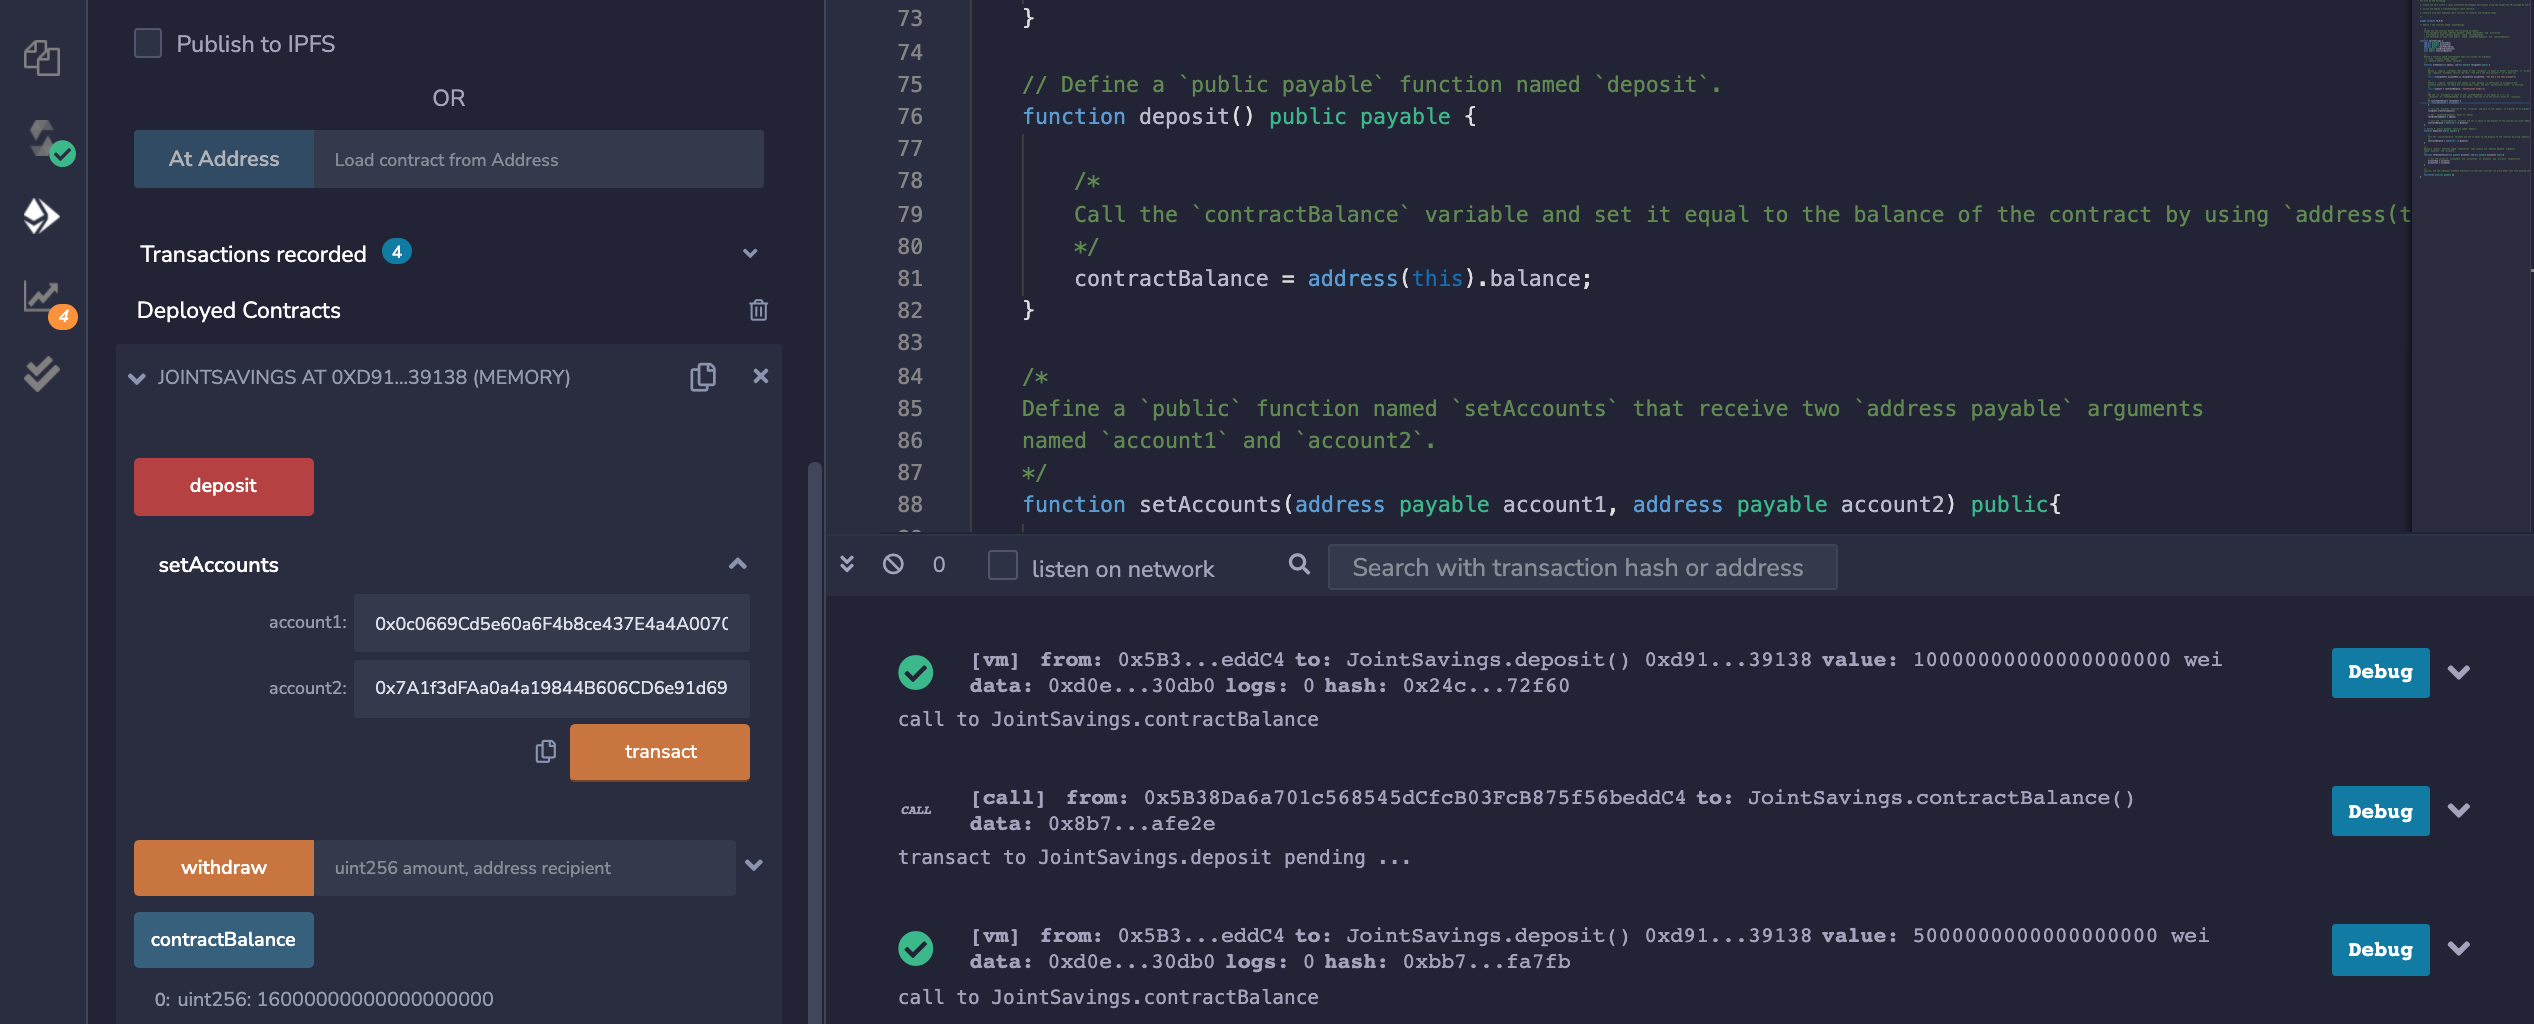 Publish to IPFS
OR
At Address
Load contract from Address
Transactions recorded 4
Deployed Contracts
4
JOINTSAVINGS AT 0XD91...39138 (MEMORY)
deposit
setAccounts
account1: 0x0c0669Cd5e60a6F4b8ce437E4a4A007
account2: 0x7A1f3dFAa0a4a19844B606CD6e91d69
transact
withdraw
uint256 amount, address recipient
contractBalance
0: uint256: 16000000000000000000
73 }
74
75 // Define a `public payable` function named `deposit`.
76 function deposit() public payable {
77
78 /*
79 Call the `contractBalance` variable and set it equal to the balance of the contract by using `address(t
80 */
81 contractBalance = address(this).balance;
82 }
83
84 /*
85 Define a `public` function named `setAccounts` that receive two `address payable` arguments
86 named `account1` and `account2`.
87 */
88 function setAccounts(address payable account1, address payable account2) public{
0
listen on network
Search with transaction hash or address
[vm] from: 0x5B3...eddC4 to: JointSavings.deposit() 0xd91...39138 value: 10000000000000000000 wei
data: 0xd0e...30db0 logs: 0 hash: 0x24c...72f60
Debug
call to JointSavings.contractBalance
CALL
[call] from: 0x5B38Da6a701c568545dCfcB03FcB875f56beddC4 to: JointSavings.contractBalance()
data: 0x8b7...afe2e
Debug
transact to JointSavings.deposit pending ...
[vm] from: 0x5B3...eddC4 to: JointSavings.deposit() 0xd91...39138 value: 5000000000000000000 wei
data: 0xd0e...30db0 logs: 0 hash: 0xbb7...fa7fb
Debug
call to JointSavings.contractBalance